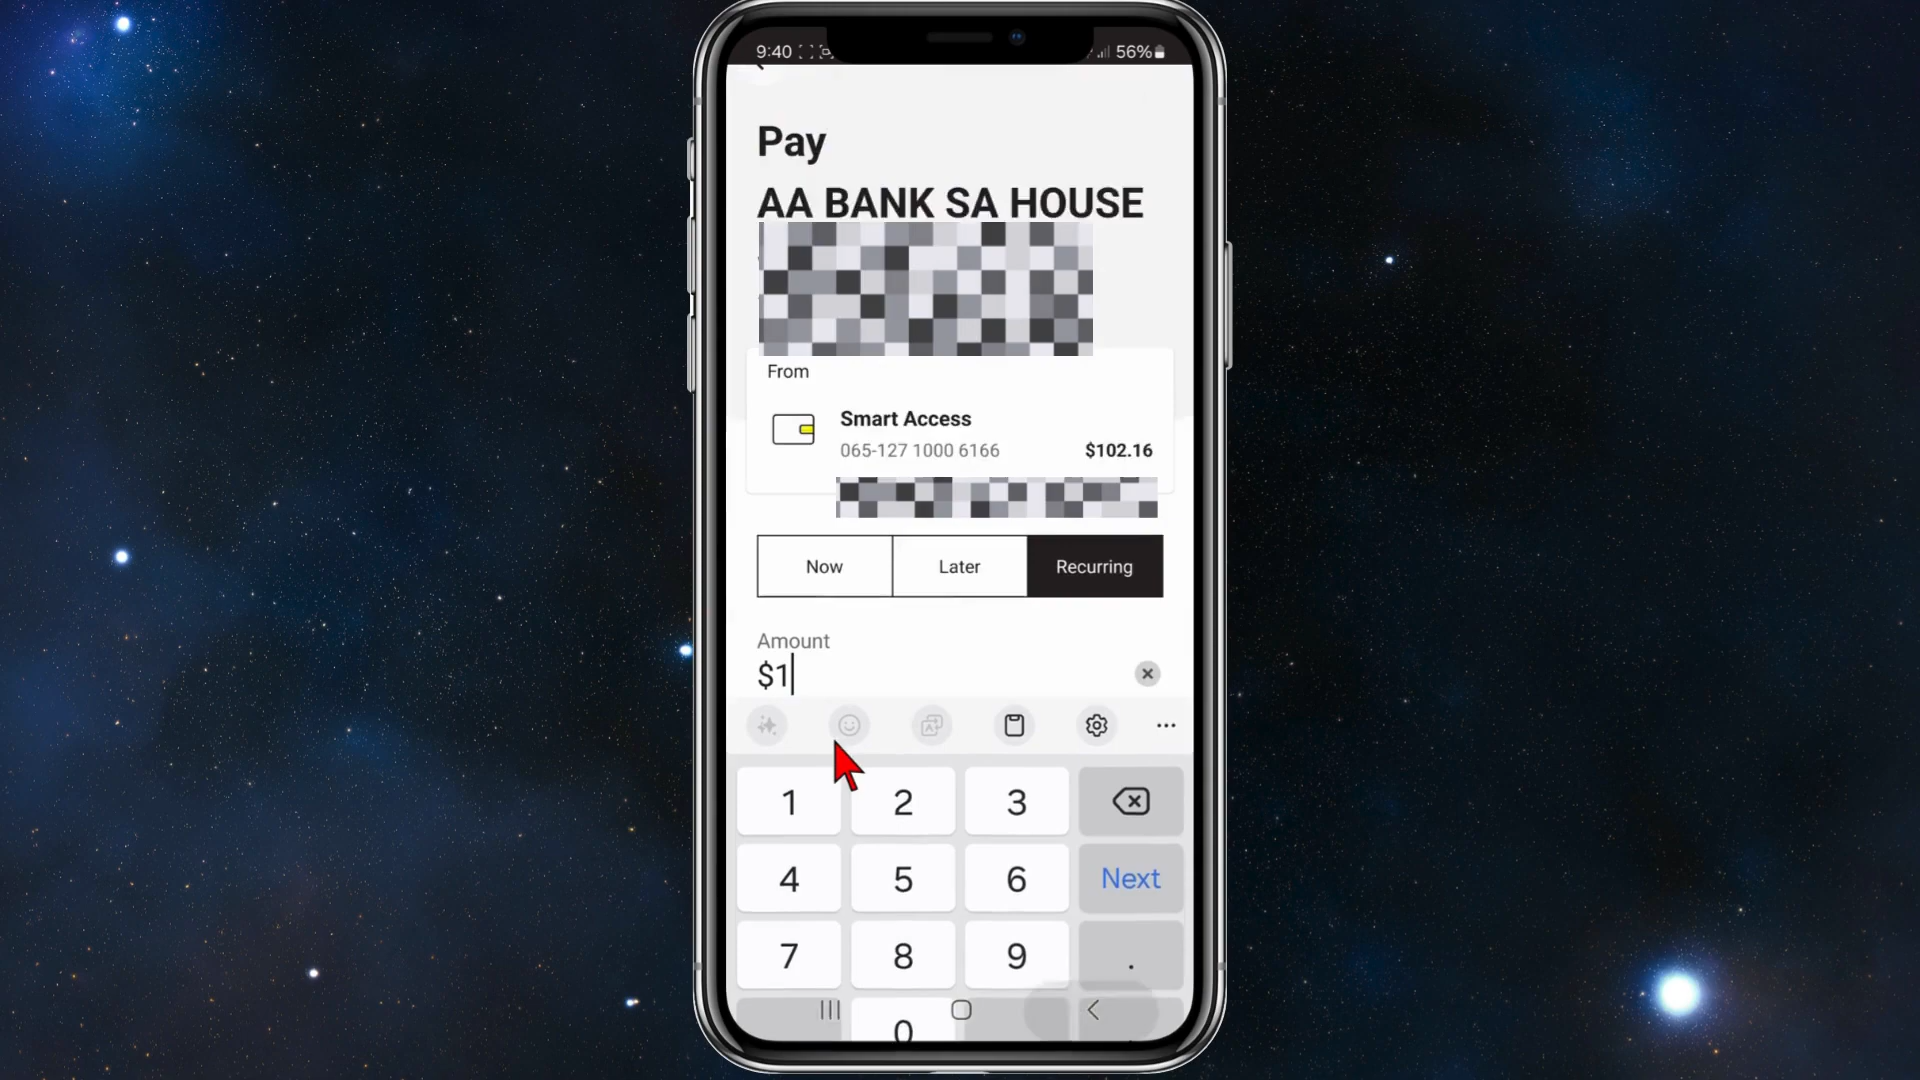 9:40
56%
Pay
AA BANK SA HOUSE
From
Smart Access
065-127 1000 6166
$102.16
Now
Later
Recurring
Amount
$1
1
2
3
4
5
6
Next
7
8
9
.
0